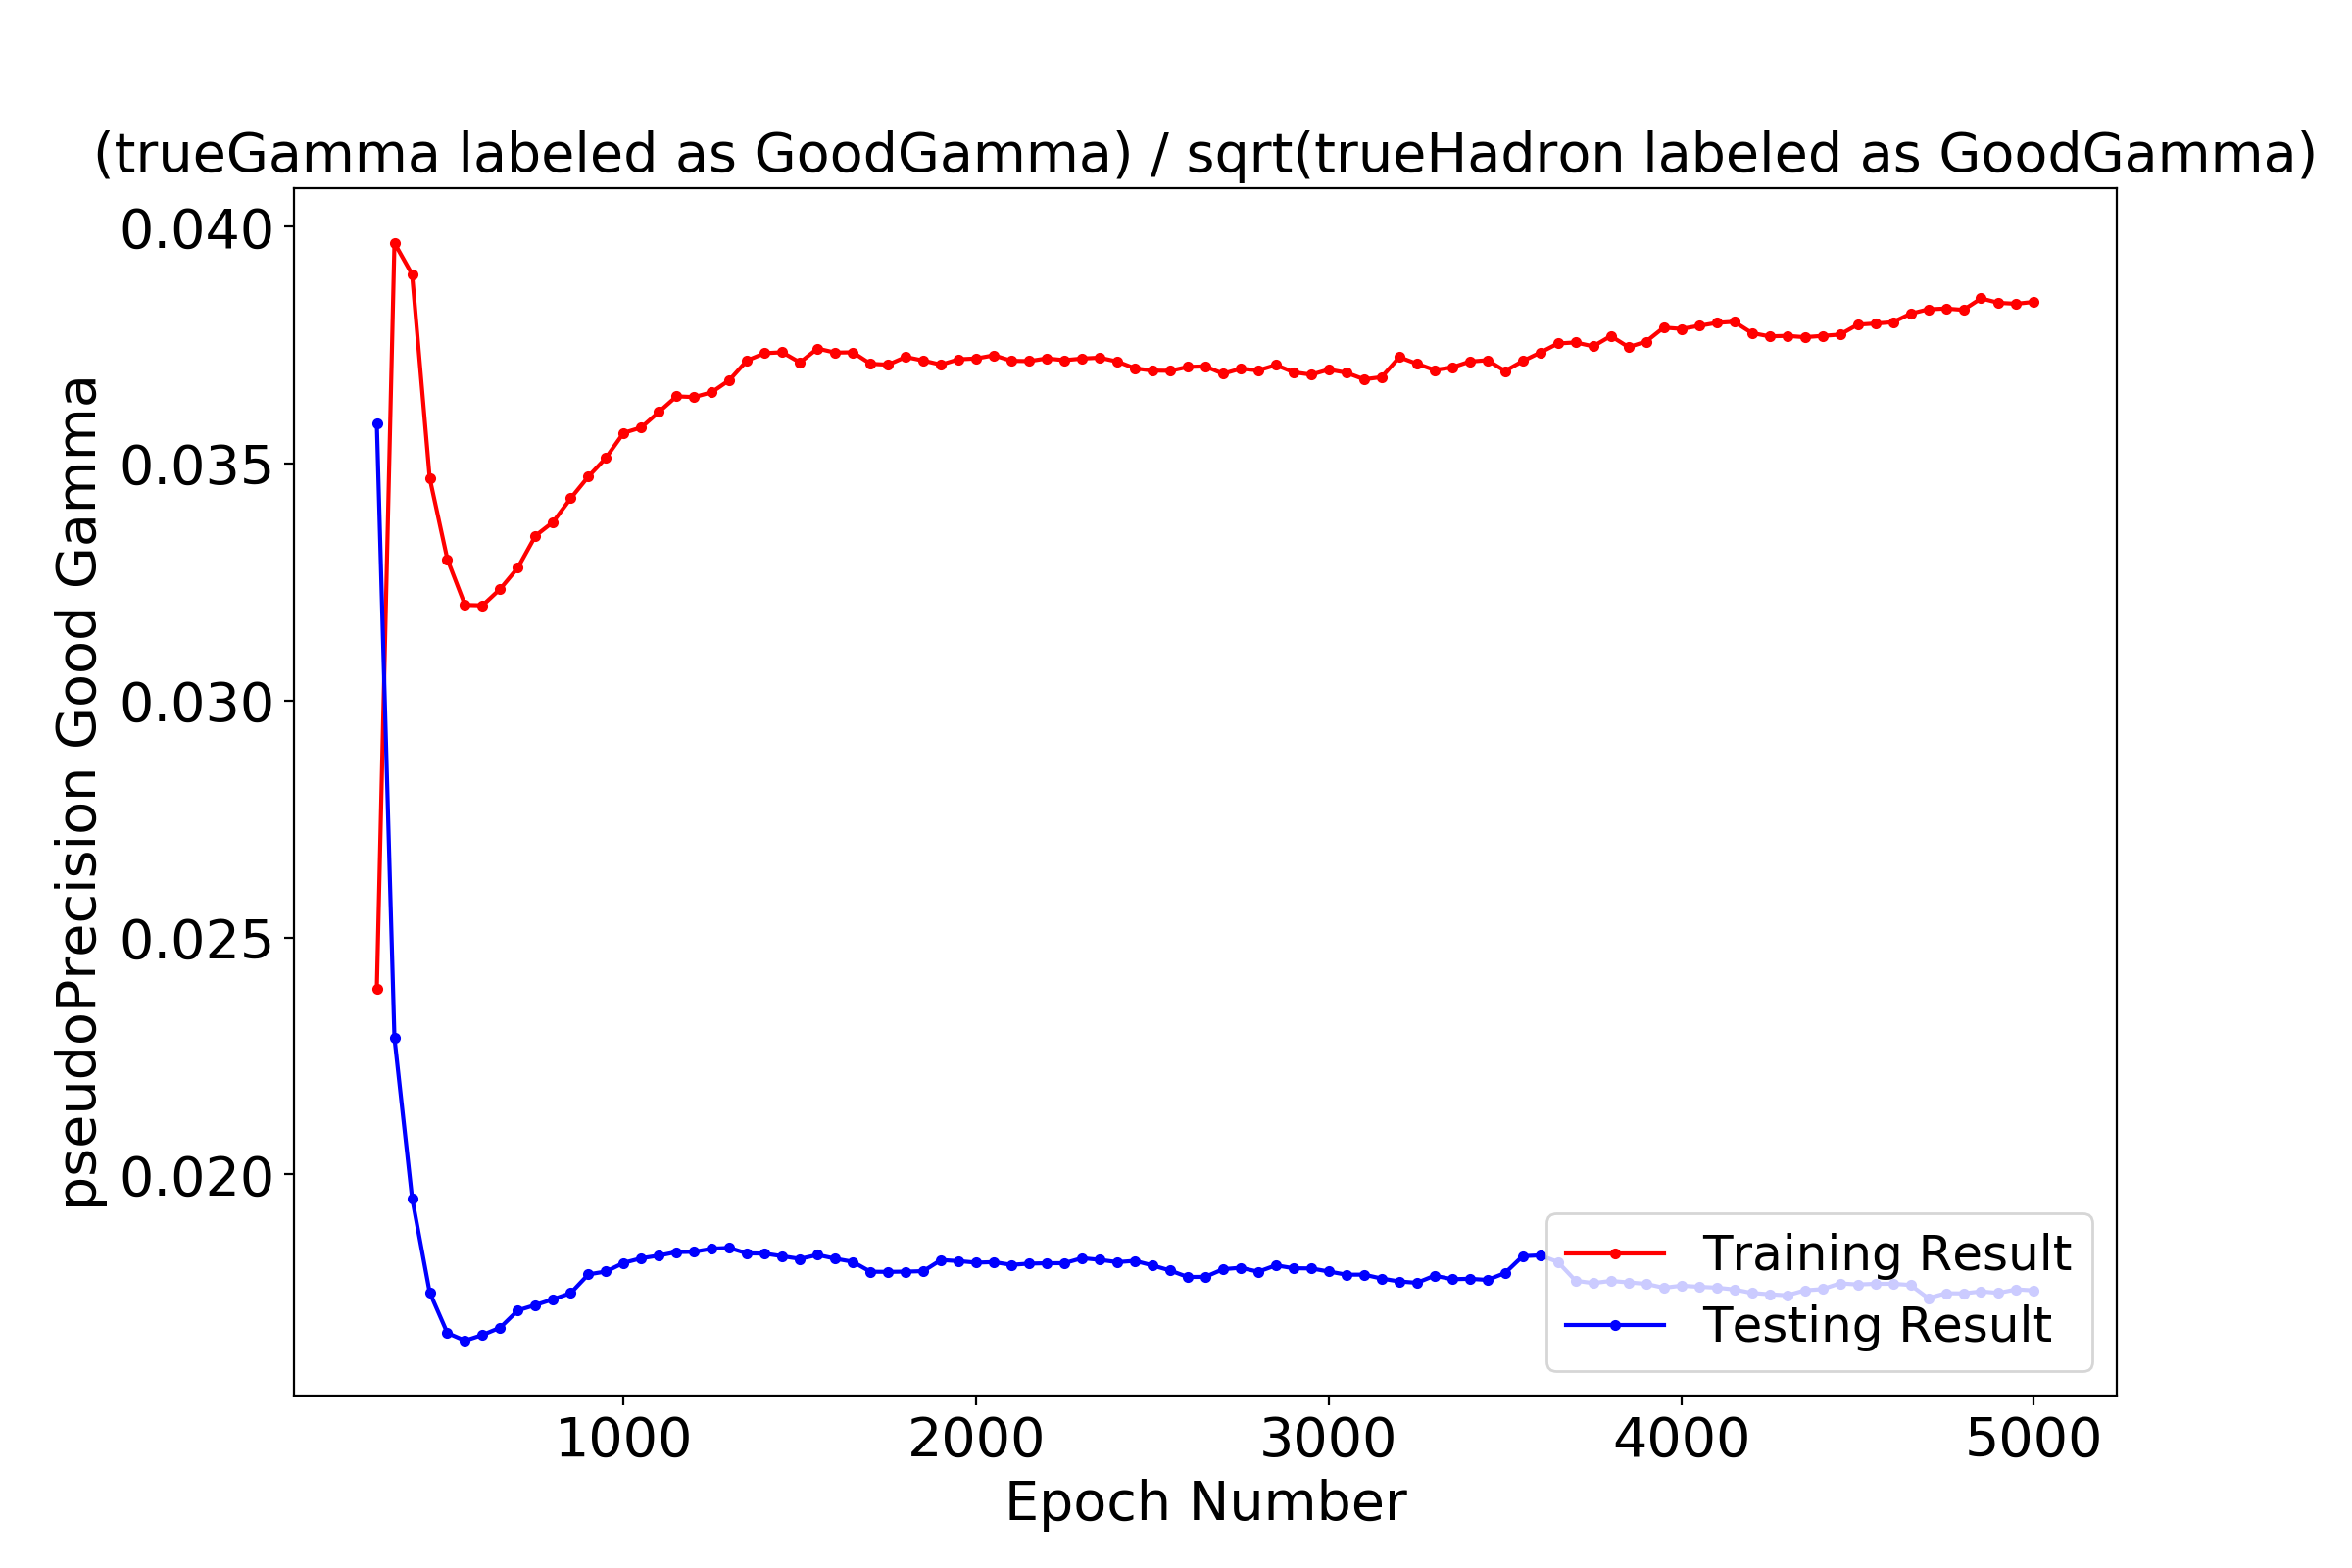 (trueGamma labeled as GoodGamma) / sqrt(trueHadron labeled as GoodGamma)
pseudoPrecision Good Gamma
0.040
0.035
0.030
0.025
0.020
Training Result
Testing Result
1000 2000 3000 4000 5000
Epoch Number